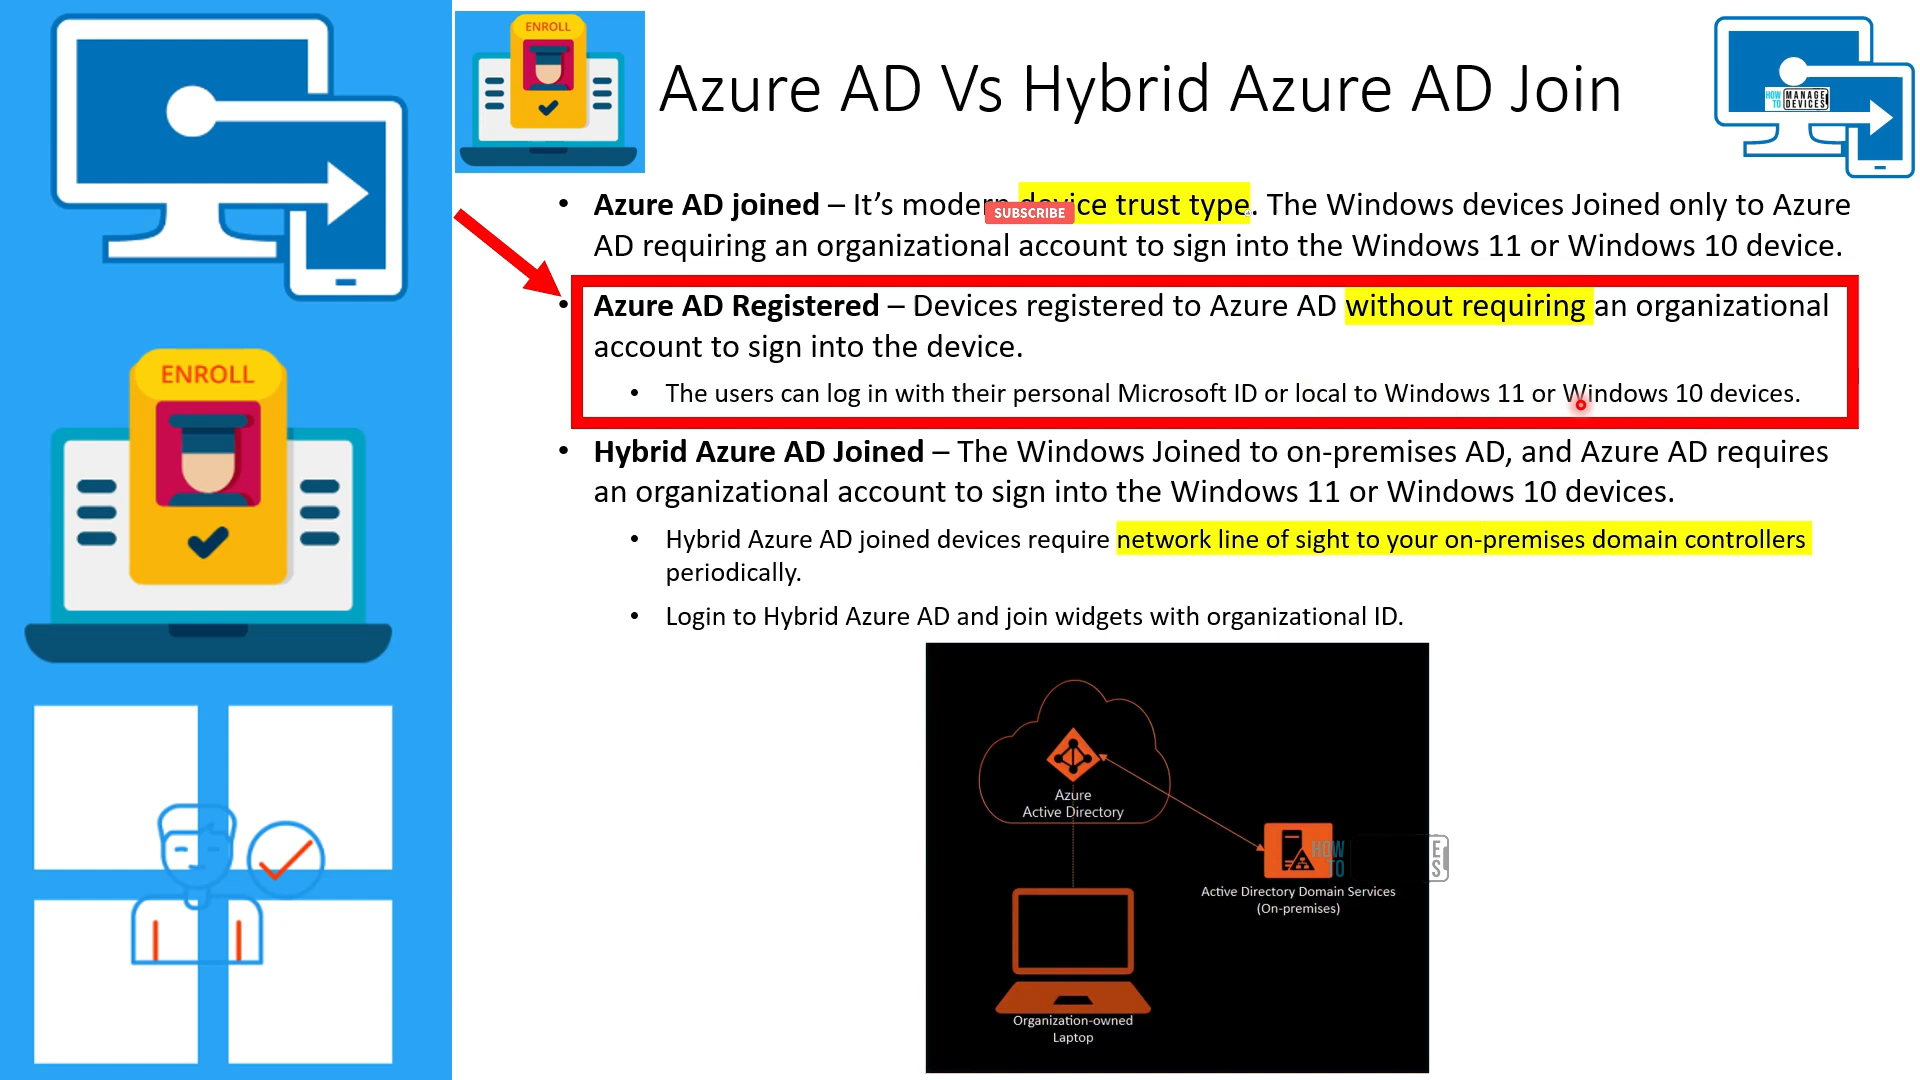 ENROLL
Azure AD Vs Hybrid Azure AD Join
HOW TO MANAGE DEVICES
• Azure AD joined – It’s modern device trust type. The Windows devices Joined only to Azure
SUBSCRIBE
AD requiring an organizational account to sign into the Windows 11 or Windows 10 device.
• Azure AD Registered – Devices registered to Azure AD without requiring an organizational
account to sign into the device.
• The users can log in with their personal Microsoft ID or local to Windows 11 or Windows 10 devices.
ENROLL
• Hybrid Azure AD Joined – The Windows Joined to on-premises AD, and Azure AD requires
an organizational account to sign into the Windows 11 or Windows 10 devices.
• Hybrid Azure AD joined devices require network line of sight to your on-premises domain controllers
periodically.
• Login to Hybrid Azure AD and join widgets with organizational ID.
Azure
Active Directory
HOW
TO
E
S
Active Directory Domain Services
(On-premises)
Organization-owned
Laptop